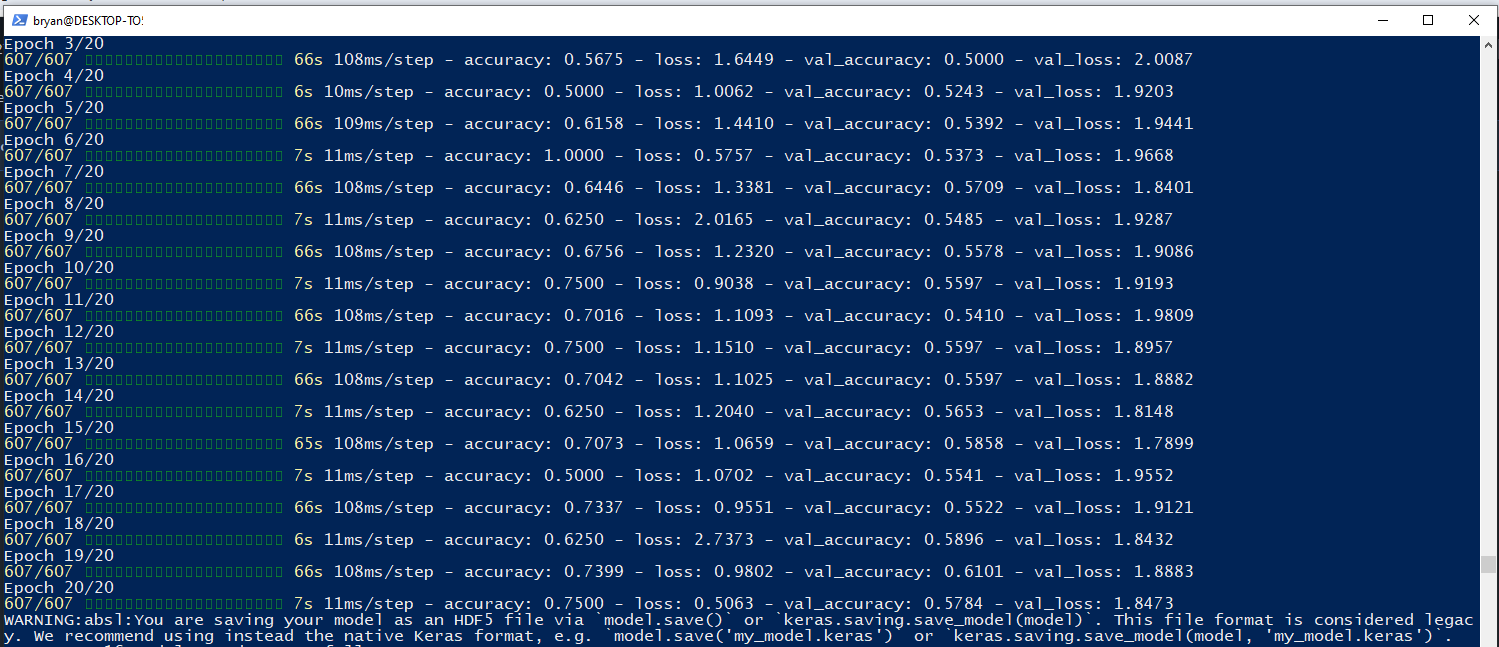 bryan@DESKTOP-TO!
Epoch 3/20
607/607 66s 108ms/step - accuracy: 0.5675 - loss: 1.6449 - val_accuracy: 0.5000 - val_loss: 2.0087
Epoch 4/20
607/607 6s 10ms/step - accuracy: 0.5000 - loss: 1.0062 - val_accuracy: 0.5243 - val_loss: 1.9203
Epoch 5/20
607/607 66s 109ms/step - accuracy: 0.6158 - loss: 1.4410 - val_accuracy: 0.5392 - val_loss: 1.9441
Epoch 6/20
607/607 7s 11ms/step - accuracy: 1.0000 - loss: 0.5757 - val_accuracy: 0.5373 - val_loss: 1.9668
Epoch 7/20
607/607 66s 108ms/step - accuracy: 0.6446 - loss: 1.3381 - val_accuracy: 0.5709 - val_loss: 1.8401
Epoch 8/20
607/607 7s 11ms/step - accuracy: 0.6250 - loss: 2.0165 - val_accuracy: 0.5485 - val_loss: 1.9287
Epoch 9/20
607/607 66s 108ms/step - accuracy: 0.6756 - loss: 1.2320 - val_accuracy: 0.5578 - val_loss: 1.9086
Epoch 10/20
607/607 7s 11ms/step - accuracy: 0.7500 - loss: 0.9038 - val_accuracy: 0.5597 - val_loss: 1.9193
Epoch 11/20
607/607 66s 108ms/step - accuracy: 0.7016 - loss: 1.1093 - val_accuracy: 0.5410 - val_loss: 1.9809
Epoch 12/20
607/607 7s 11ms/step - accuracy: 0.7500 - loss: 1.1510 - val_accuracy: 0.5597 - val_loss: 1.8957
Epoch 13/20
607/607 66s 108ms/step - accuracy: 0.7042 - loss: 1.1025 - val_accuracy: 0.5597 - val_loss: 1.8882
Epoch 14/20
607/607 7s 11ms/step - accuracy: 0.6250 - loss: 1.2040 - val_accuracy: 0.5653 - val_loss: 1.8148
Epoch 15/20
607/607 65s 108ms/step - accuracy: 0.7073 - loss: 1.0659 - val_accuracy: 0.5858 - val_loss: 1.7899
Epoch 16/20
607/607 7s 11ms/step - accuracy: 0.5000 - loss: 1.0702 - val_accuracy: 0.5541 - val_loss: 1.9552
Epoch 17/20
607/607 66s 108ms/step - accuracy: 0.7337 - loss: 0.9551 - val_accuracy: 0.5522 - val_loss: 1.9121
Epoch 18/20
607/607 6s 11ms/step - accuracy: 0.6250 - loss: 2.7373 - val_accuracy: 0.5896 - val_loss: 1.8432
Epoch 19/20
607/607 66s 108ms/step - accuracy: 0.7399 - loss: 0.9802 - val_accuracy: 0.6101 - val_loss: 1.8883
Epoch 20/20
607/607 7s 11ms/step - accuracy: 0.7500 - loss: 0.5063 - val_accuracy: 0.5784 - val_loss: 1.8473
WARNING:absl:You are saving your model as an HDF5 file via `model.save()` or `keras.saving.save_model(model)`. This file format is considered legac
y. We recommend using instead the native Keras format, e.g. `model.save('my_model.keras')` or `keras.saving.save_model(model, 'my_model.keras')`.